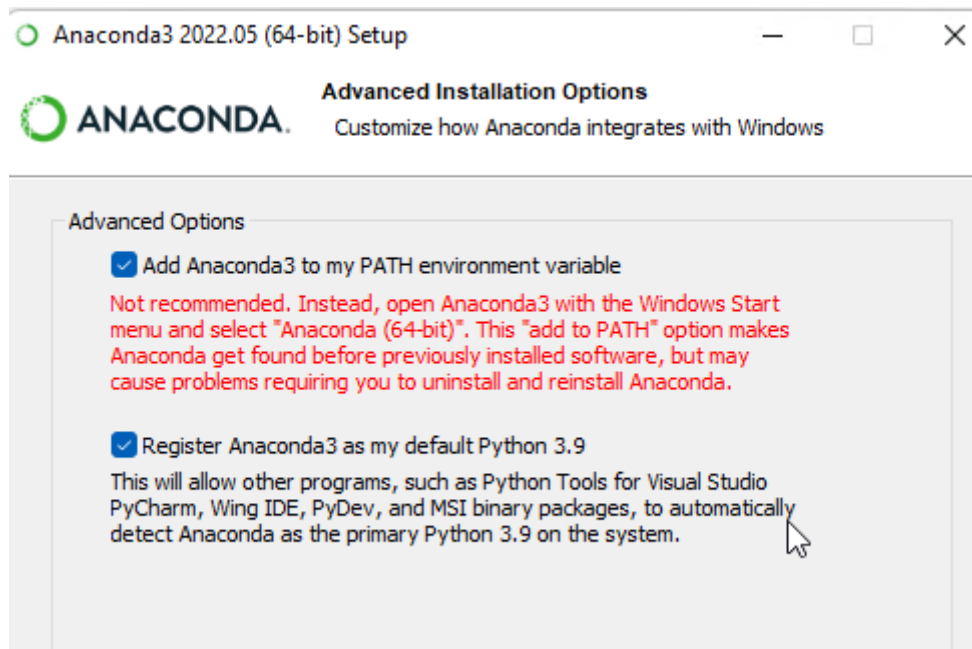 Anaconda3 2022.05 (64-bit) Setup
ANACONDA.
Advanced Installation Options
Customize how Anaconda integrates with Windows
Advanced Options
Add Anaconda3 to my PATH environment variable
Not recommended. Instead, open Anaconda3 with the Windows Start
menu and select "Anaconda (64-bit)". This "add to PATH" option makes
Anaconda get found before previously installed software, but may
cause problems requiring you to uninstall and reinstall Anaconda.
Register Anaconda3 as my default Python 3.9
This will allow other programs, such as Python Tools for Visual Studio
PyCharm, Wing IDE, PyDev, and MSI binary packages, to automatically
detect Anaconda as the primary Python 3.9 on the system.